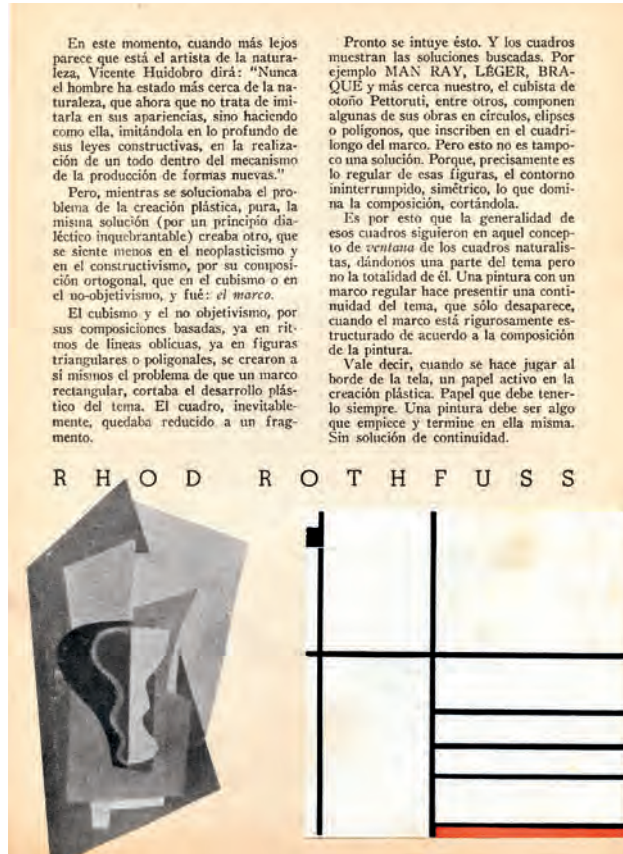 En este momento, cuando más lejos
parece que está el artista de la natura-
leza, Vicente Huidobro dirá: “Nunca
el hombre ha estado más cerca de la na-
turaleza, que ahora que no trata de imi-
tarla en sus apariencias, sino haciendo
como ella, imitándola en lo profundo de
sus leyes constructivas, en la realiza-
ción de un todo dentro del mecanismo
de la producción de formas nuevas.”
Pero, mientras se solucionaba el pro-
blema de la creación plástica, pura, la
misma solución (por un principio dia-
léctico inquebrantable) creaba otro, que
se siente menos en el neoplasticismo y
en el constructivismo, por su composi-
ción ortogonal, que en el cubismo o en
el no-objetivismo, y fué: el marco.
El cubismo y el no objetivismo, por
sus composiciones basadas, ya en rit-
mos de líneas oblicuas, ya en figuras
triangulares o poligonales, se crearon a
sí mismos el problema de que un marco
rectangular, cortaba el desarrollo plás-
tico del tema. El cuadro, inevitable-
mente, quedaba reducido a un frag-
mento.
Pronto se intuye ésto. Y los cuadros
muestran las soluciones buscadas. Por
ejemplo MAN RAY, LÉGER, BRA-
QUE y más cerca nuestro, el cubista de
otoño Pettoruti, entre otros, componen
algunas de sus obras en círculos, elipses
o polígonos, que inscriben en el cuadri-
longo del marco. Pero esto no es tampo-
co una solución. Porque, precisamente es
lo regular de esas figuras, el contorno
ininterrumpido, simétrico, lo que domi-
na la composición, cortándola.
Es por esto que la generalidad de
esos cuadros siguieron en aquel concep-
to de ventana de los cuadros naturalis-
tas, dándonos una parte del tema pero
no la totalidad de él. Una pintura con un
marco regular hace presentir una conti-
nuidad del tema, que sólo desaparece,
cuando el marco está rigurosamente es-
tructurado de acuerdo a la composición
de la pintura.
Vale decir, cuando se hace jugar al
borde de la tela, un papel activo en la
creación plástica. Papel que debe tener-
lo siempre. Una pintura debe ser algo
que empiece y termine en ella misma.
Sin solución de continuidad.
RHOD ROTHFUSS